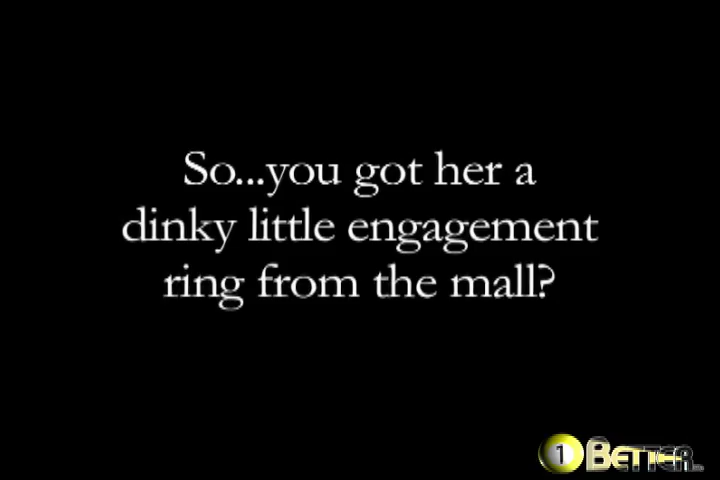 So...you got her a
dinky little engagement
ring from the mall?
1 BETTER...